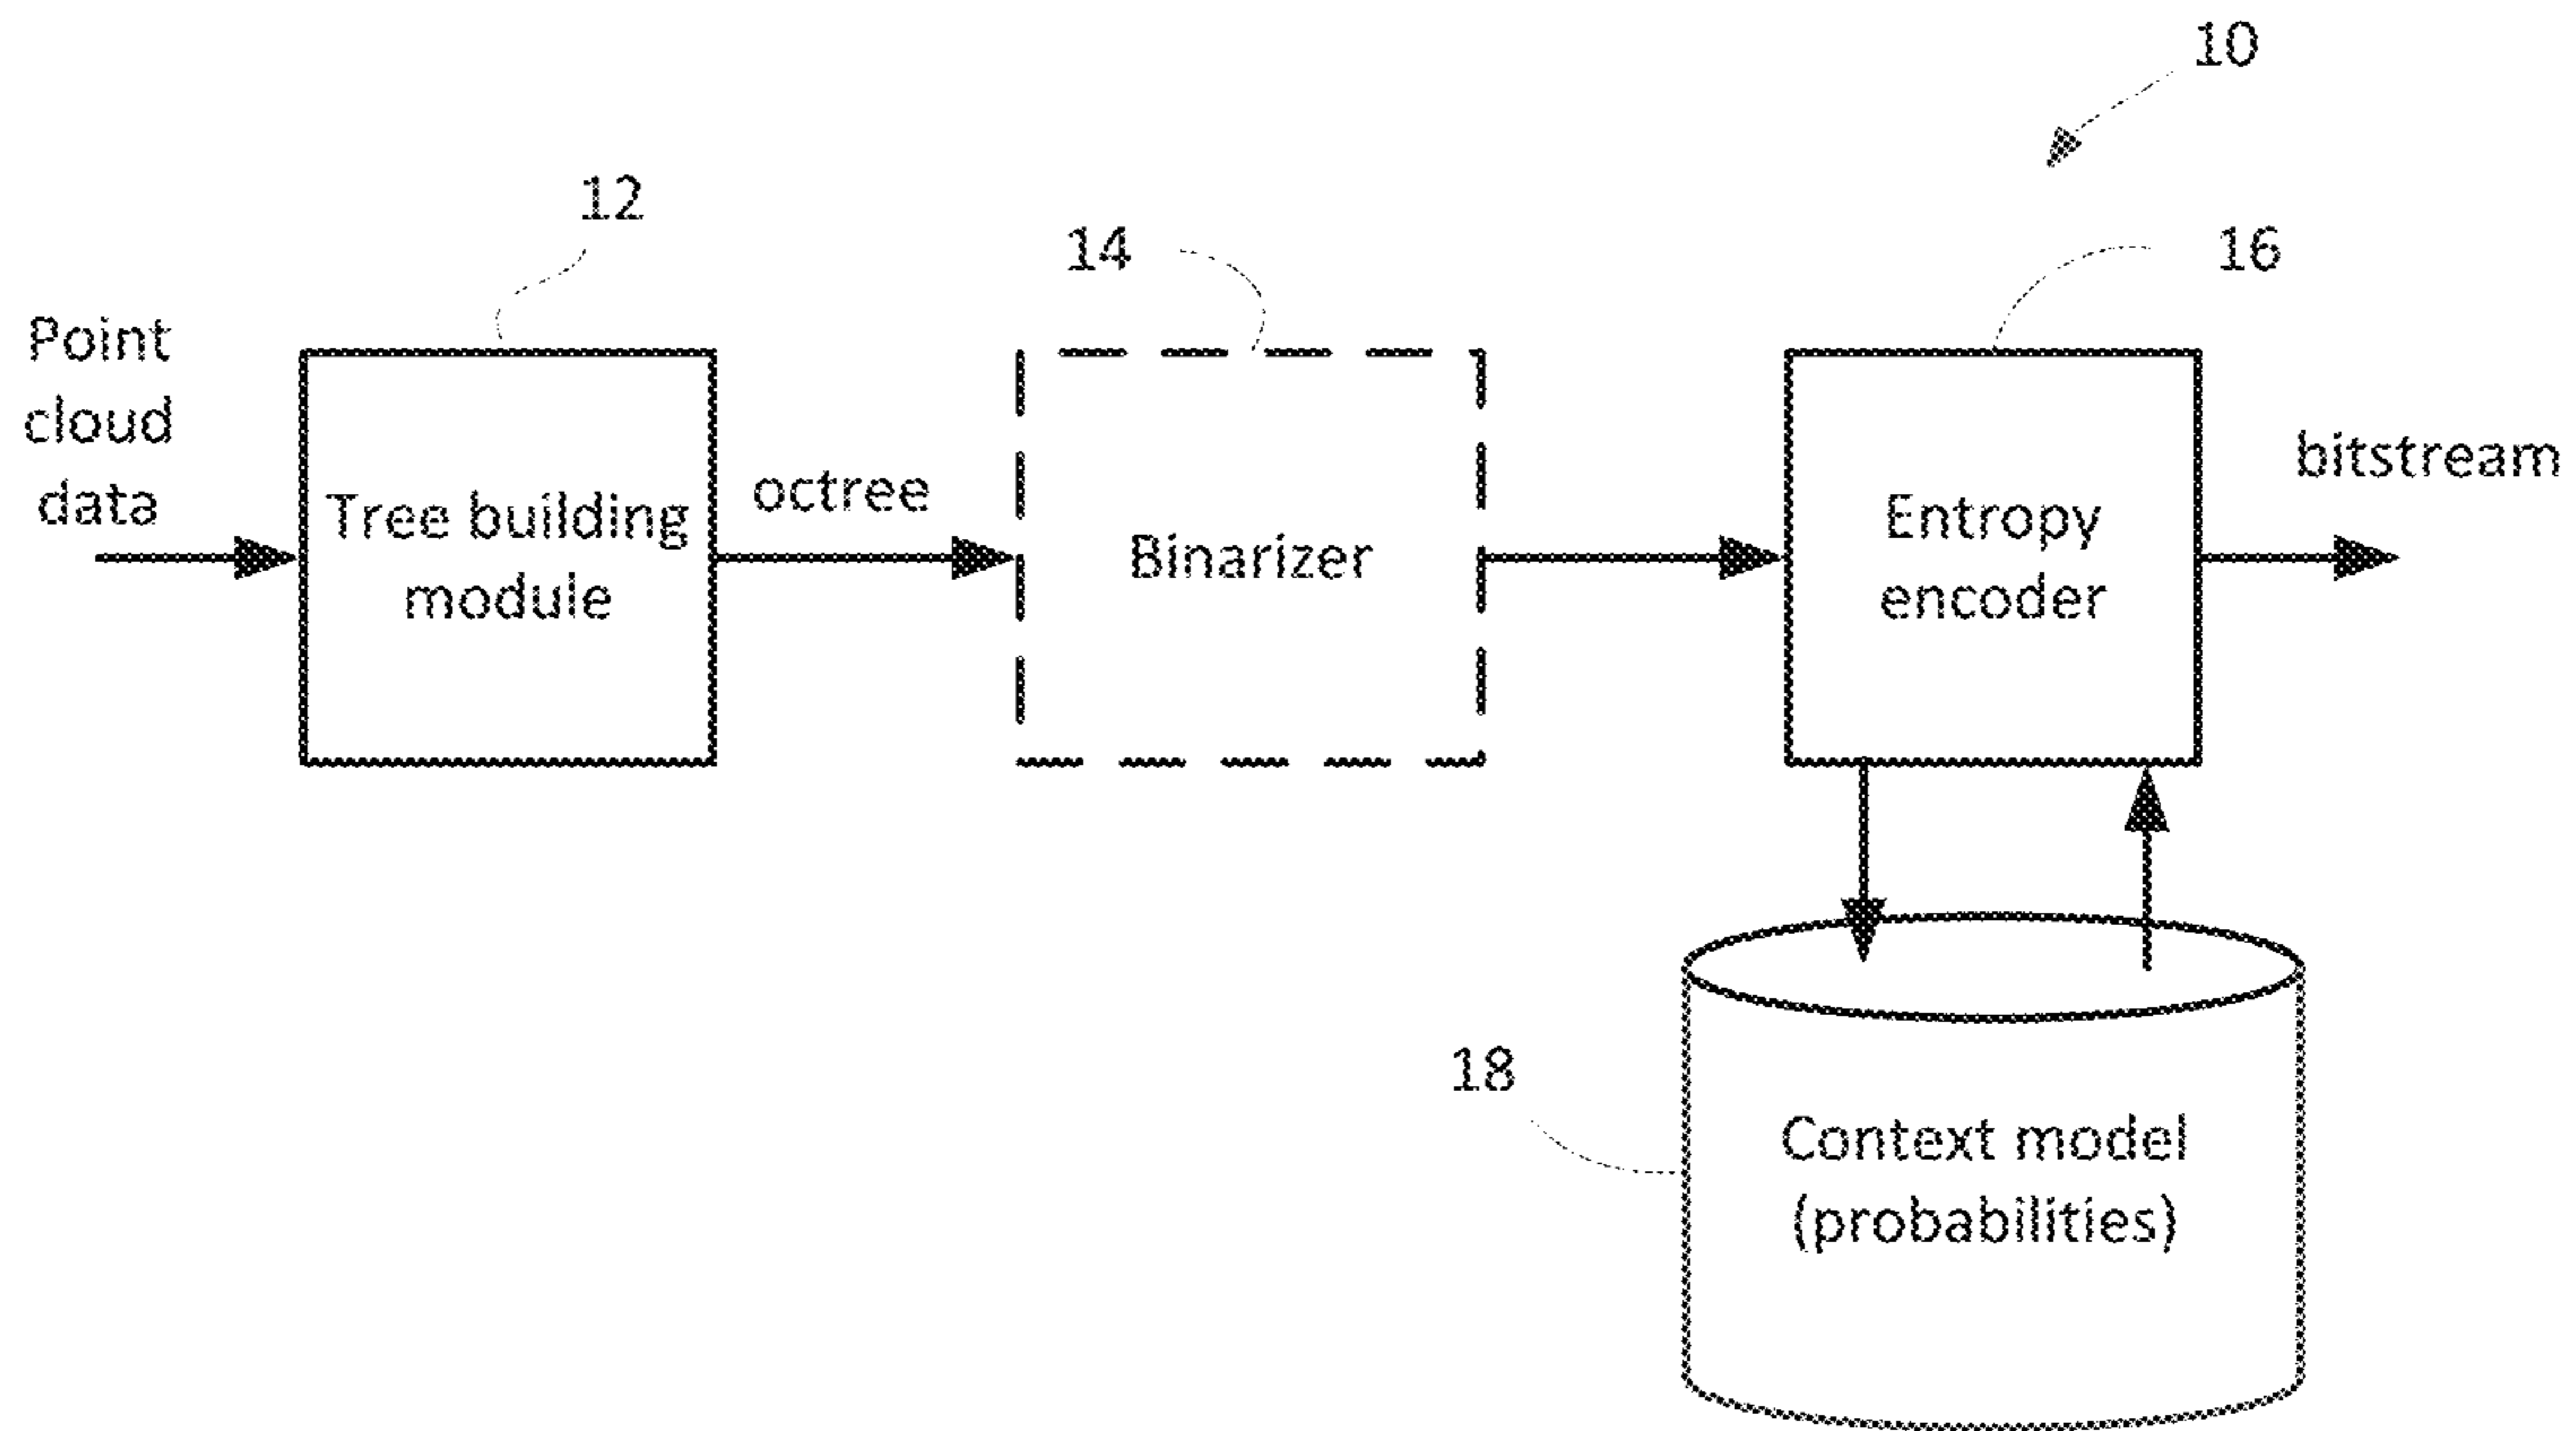 10
12
14
16
Point
cloud
data
Tree building
module
octree
Binarizer
Entropy
encoder
bitstream
18
Context model
(probabilities)